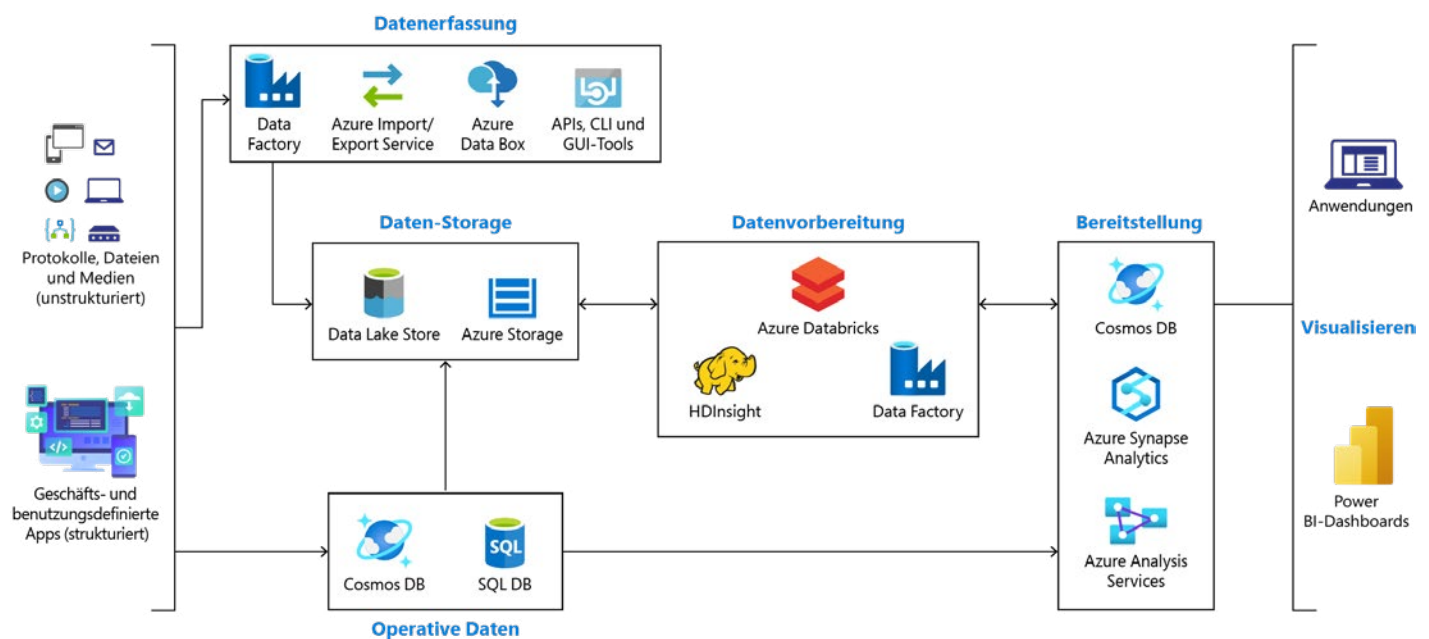 Datenerfassung
Data
Factory
Azure Import/
Export Service
Azure
Data Box
APIs, CLI und
GUI-Tools
Protokolle, Dateien
und Medien
(unstrukturiert)
Geschäfts- und
benutzungsdefinierte
Apps (strukturiert)
Daten-Storage
Data Lake Store
Azure Storage
Datenvorbereitung
Azure Databricks
HDInsight
Data Factory
Bereitstellung
Cosmos DB
Azure Synapse
Analytics
Azure Analysis
Services
Cosmos DB
SQL
SQL DB
Operative Daten
Anwendungen
Visualisieren
Power
BI-Dashboards